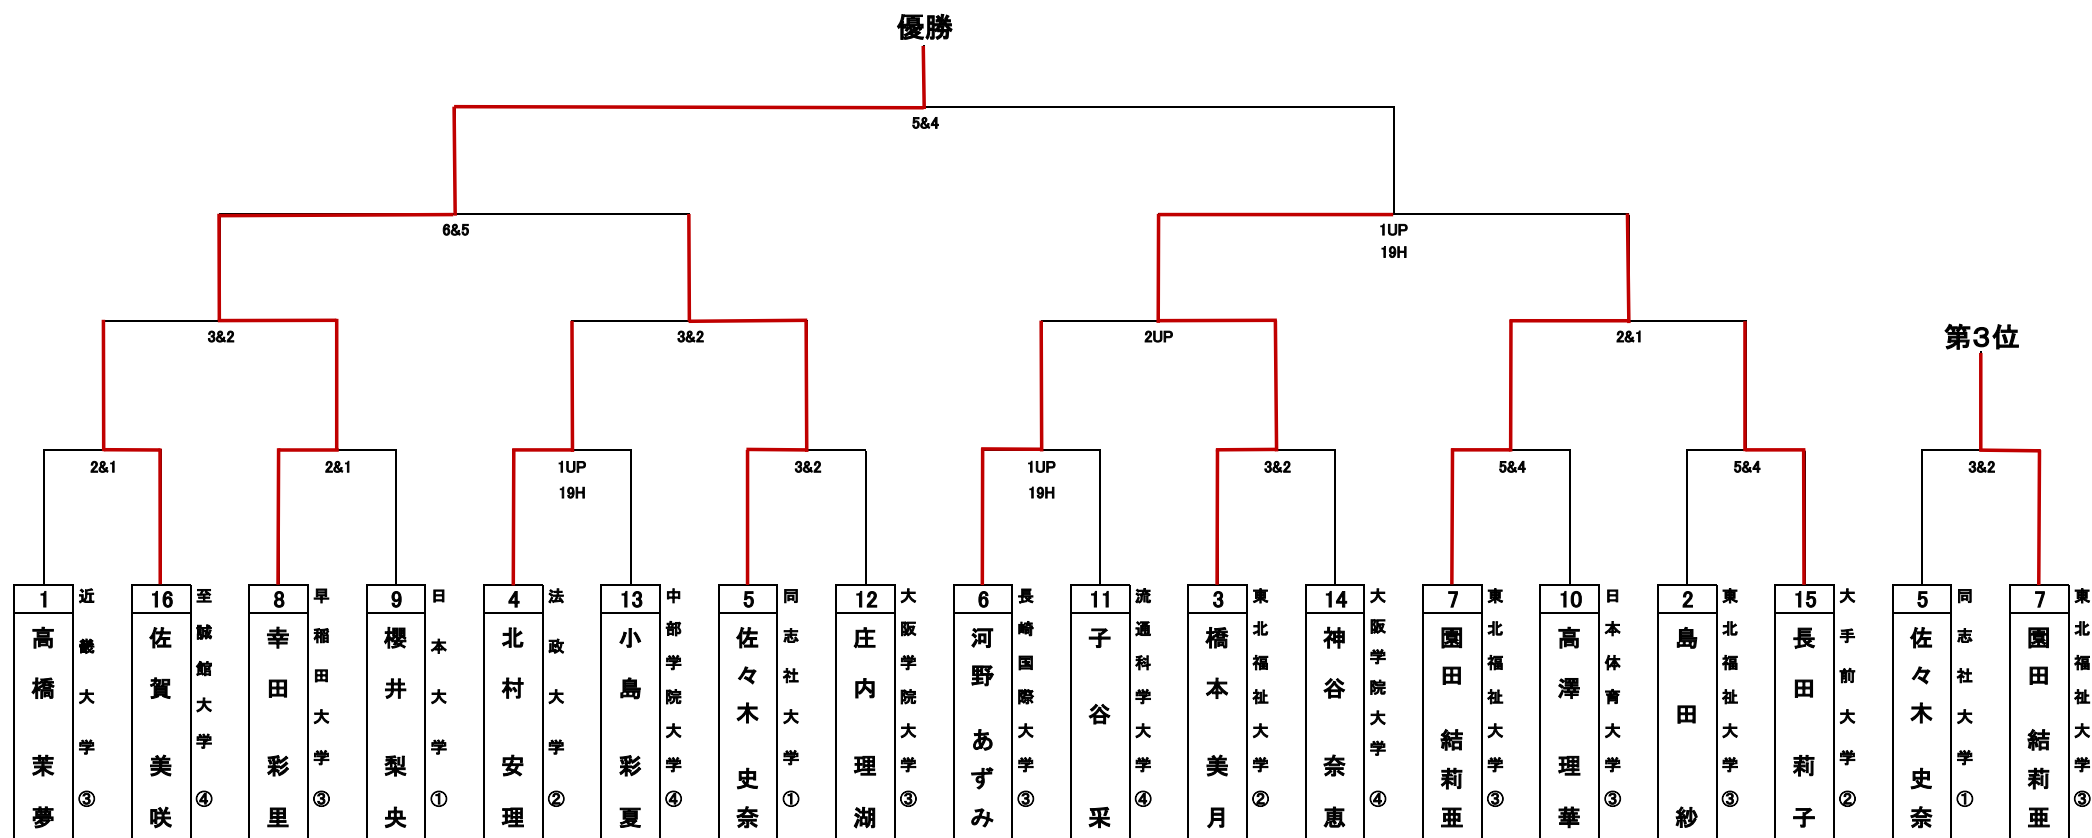 優勝
5&4
6&5
1UP
19H
3&2
3&2
2UP
2&1
第3位
2&1
2&1
1UP
19H
3&2
1UP
19H
3&2
5&4
5&4
3&2
1
高橋 茉夢
近畿大学③
16
佐賀 美咲
至誠館大学④
8
幸田 彩里
早稲田大学③
9
櫻井 梨央
日本大学①
4
北村 安理
法政大学②
13
小島 彩夏
中部学院大学④
5
佐々木 史奈
同志社大学①
12
庄内 理湖
大阪学院大学③
6
河野 あずみ
長崎国際大学③
11
子谷 采
流通科学大学④
3
橋本 美月
東北福祉大学②
14
神谷 奈恵
大阪学院大学④
7
園田 結莉亜
東北福祉大学③
10
高澤 理華
日本体育大学③
2
島田 紗
東北福祉大学③
15
長田 莉子
大手前大学②
5
佐々木 史奈
同志社大学①
7
園田 結莉亜
東北福祉大学③